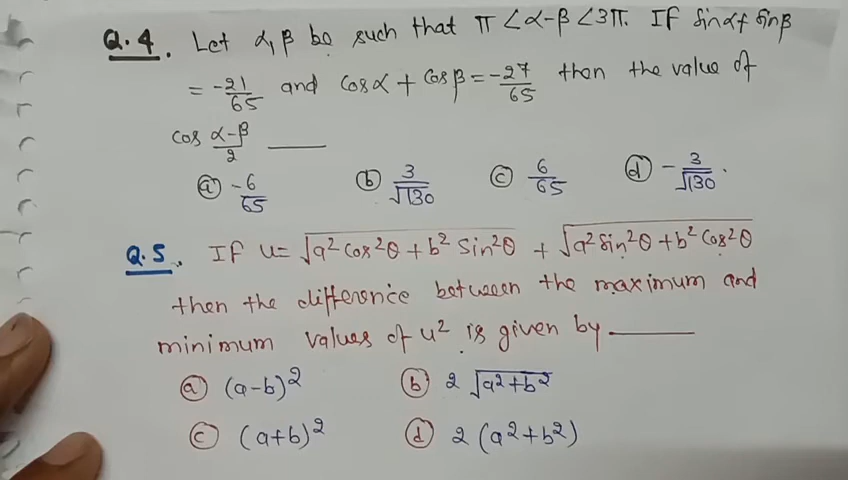 Q.4. Let α, β be such that π < α-β < 3π. If sinα + sinβ
= -21/65 and cosα + cosβ = -27/65 then the value of
cos α-β/2 ____
ⓐ -6/65 ⓑ 3/√130 ⓒ 6/65 ⓓ -3/√130.
Q.5. If u = √a²cos²θ + b² sin²θ + √a²sin²θ + b²cos²θ
then the difference between the maximum and
minimum values of u² is given by ____
ⓐ (a-b)² ⓑ 2 √a²+b²
ⓒ (a+b)² ⓓ 2 (a²+b²)